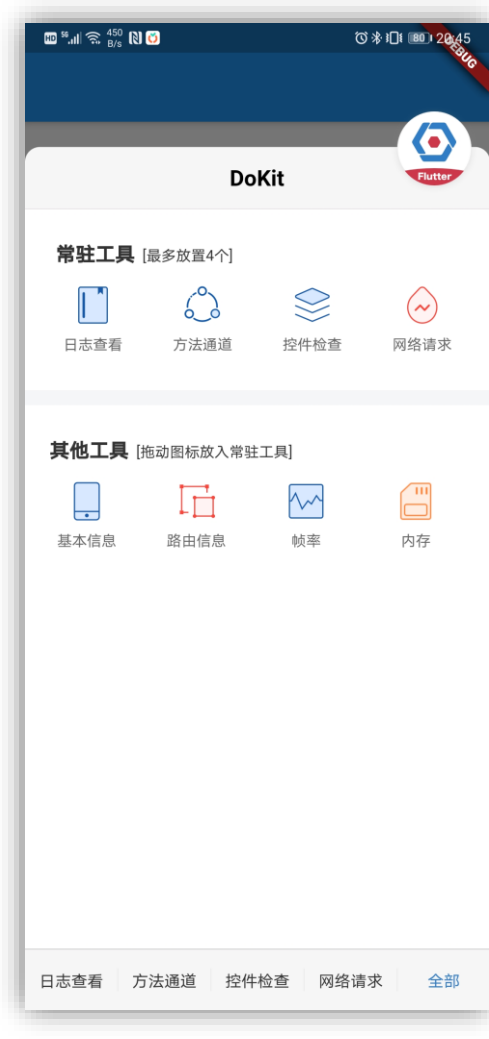 HD 5G 450 B/s N 80 20:45
DEBUG
Flutter
DoKit
常驻工具 [最多放置4个]
日志查看 方法通道 控件检查 网络请求
其他工具 [拖动图标放入常驻工具]
基本信息 路由信息 帧率 内存
日志查看 方法通道 控件检查 网络请求 全部